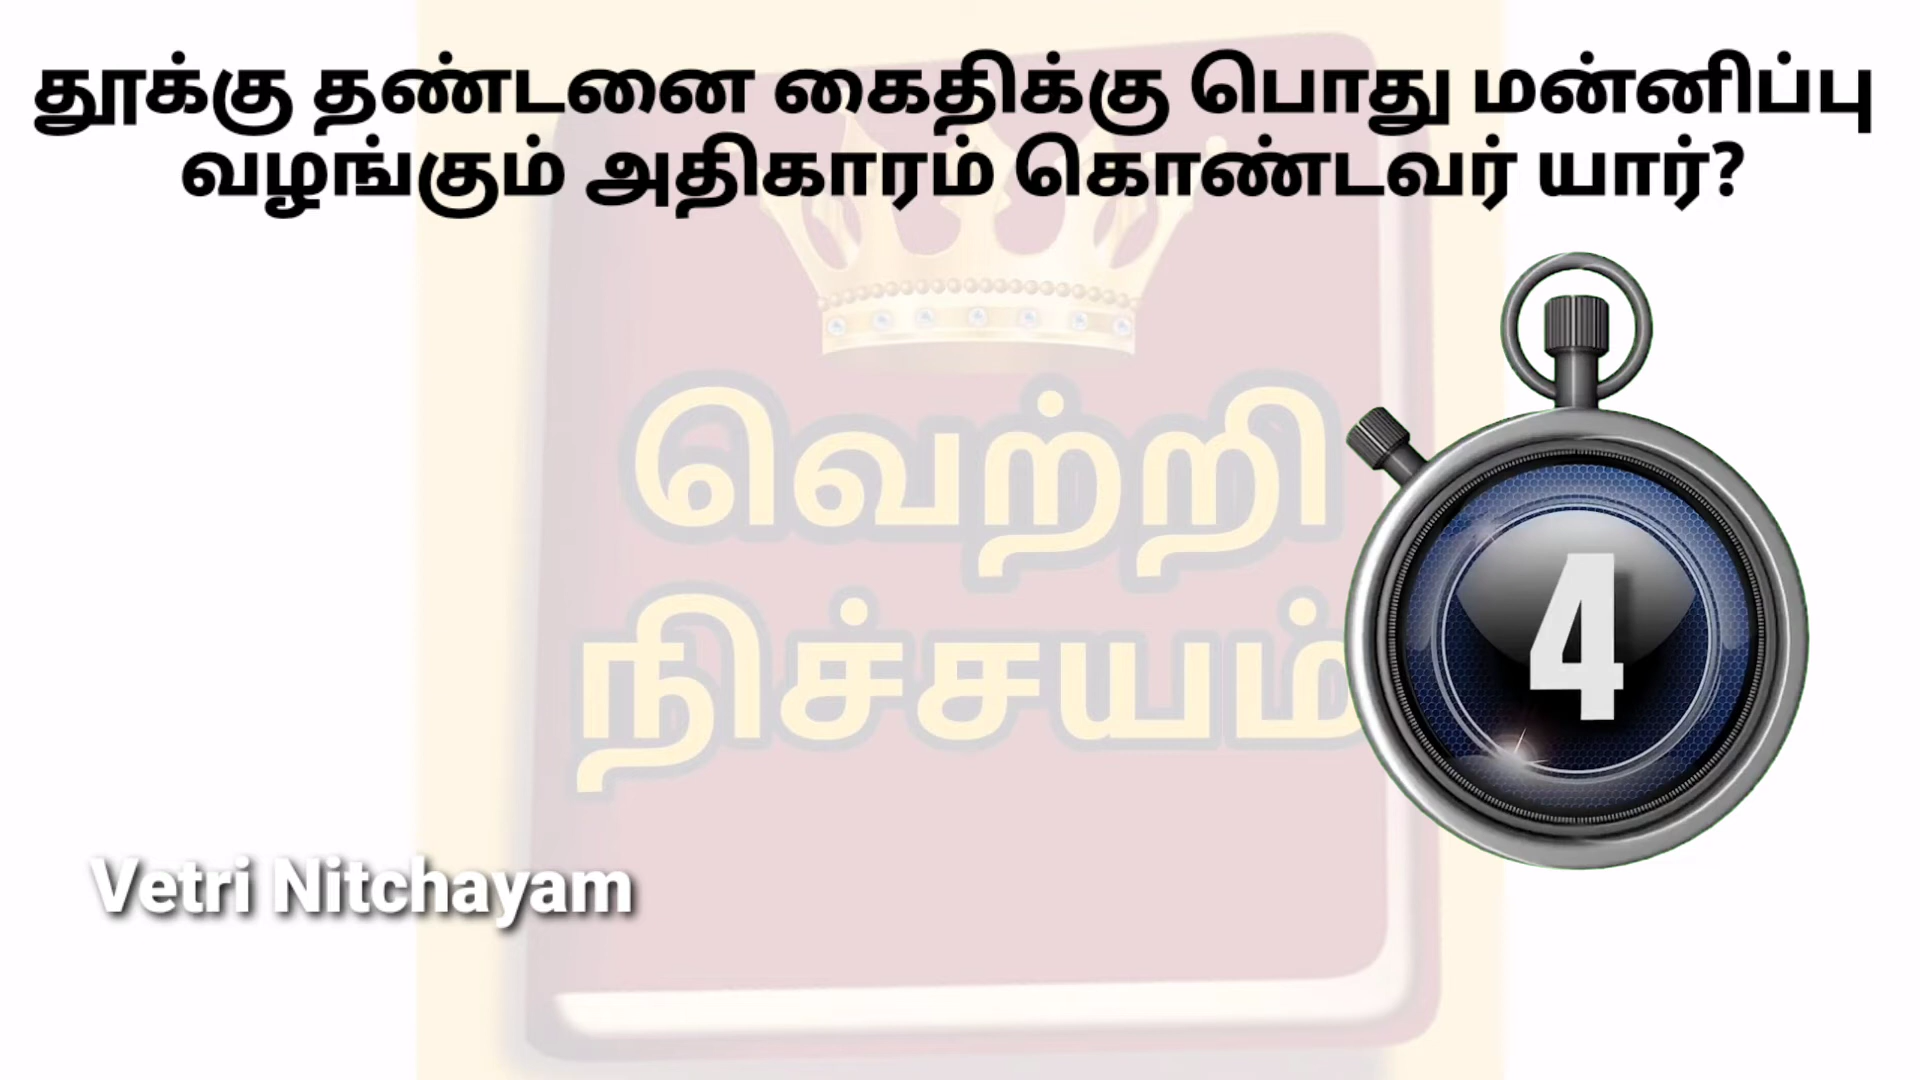 தூக்கு தண்டனை கைதிக்கு பொது மன்னிப்பு
வழங்கும் அதிகாரம் கொண்டவர் யார்?
வெற்றி
நிச்சயம்
4
Vetri Nitchayam